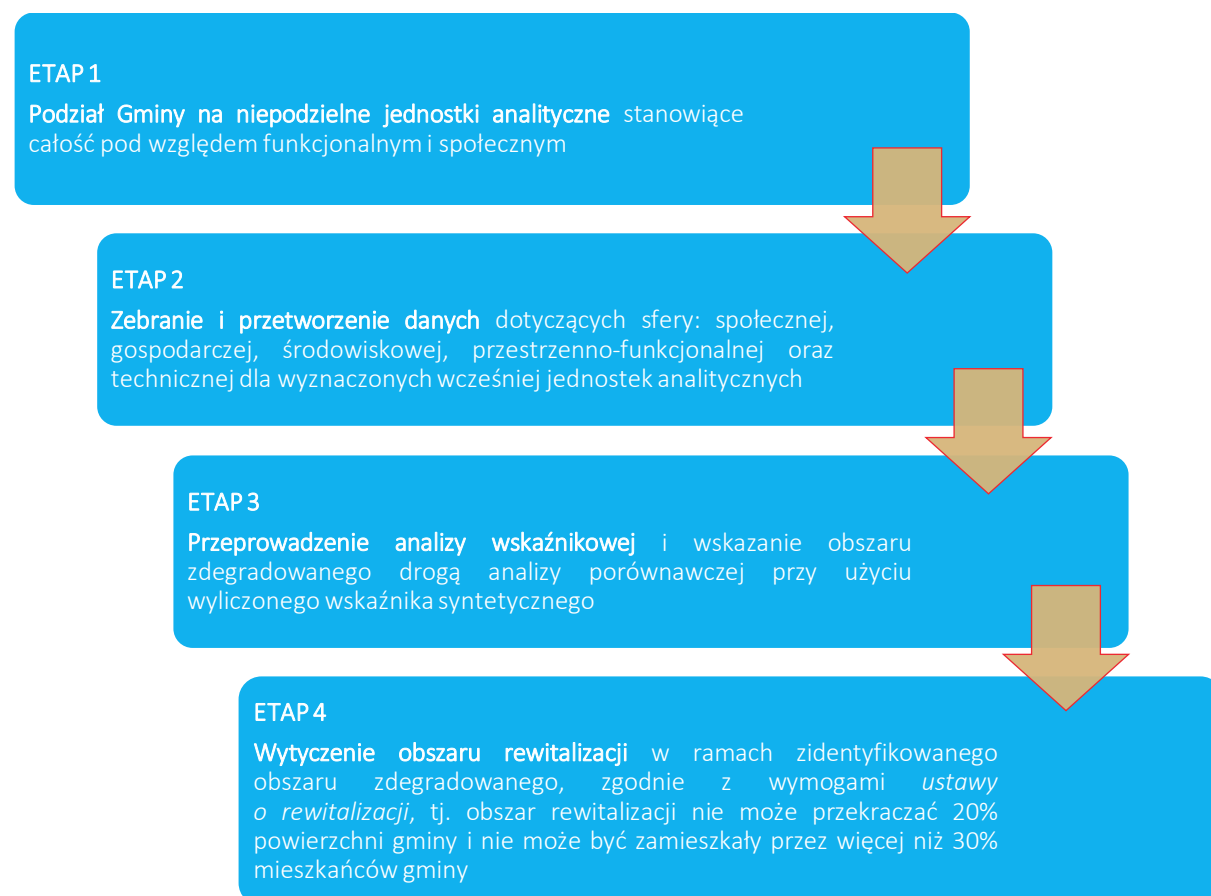 ETAP 1
Podział Gminy na niepodzielne jednostki analityczne stanowiące
całość pod względem funkcjonalnym i społecznym
ETAP 2
Zebranie i przetworzenie danych dotyczących sfery: społecznej,
gospodarczej, środowiskowej, przestrzenno-funkcjonalnej oraz
technicznej dla wyznaczonych wcześniej jednostek analitycznych
ETAP 3
Przeprowadzenie analizy wskaźnikowej i wskazanie obszaru
zdegradowanego drogą analizy porównawczej przy użyciu
wyliczonego wskaźnika syntetycznego
ETAP 4
Wytyczenie obszaru rewitalizacji w ramach zidentyfikowanego
obszaru zdegradowanego, zgodnie z wymogami ustawy
o rewitalizacji, tj. obszar rewitalizacji nie może przekraczać 20%
powierzchni gminy i nie może być zamieszkały przez więcej niż 30%
mieszkańców gminy